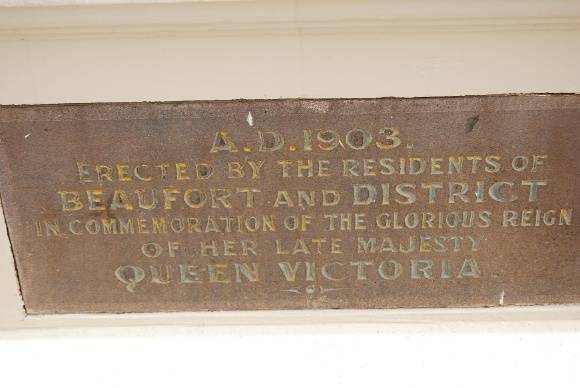 A.D. 1903.
ERECTED BY THE RESIDENTS OF
BEAUFORT AND DISTRICT
IN COMMEMORATION OF THE GLORIOUS REIGN
OF HER LATE MAJESTY
QUEEN VICTORIA.